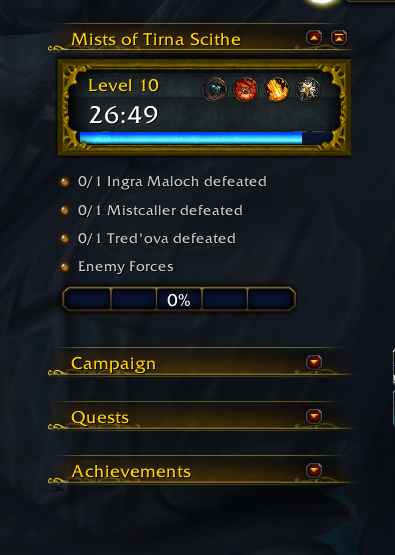 Mists of Tirna Scithe
Level 10
26:49
0/1 Ingra Maloch defeated
0/1 Mistcaller defeated
0/1 Tred'ova defeated
Enemy Forces
0%
Campaign
Quests
Achievements